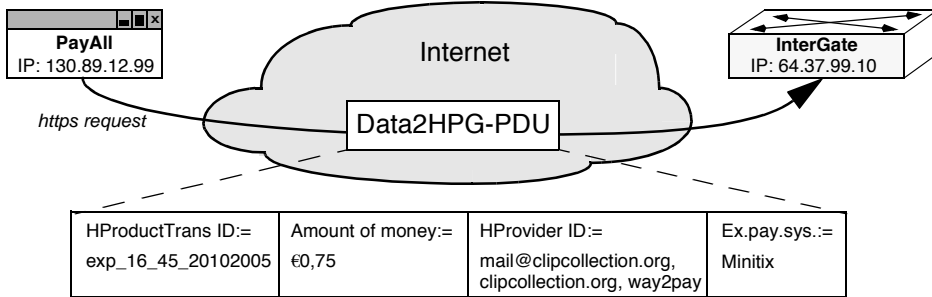 x
PayAll
IP: 130.89.12.99
Internet
InterGate
IP: 64.37.99.10
https request
Data2HPG-PDU
HProductTrans ID:=
exp_16_45_20102005
Amount of money:=
€0,75
HProvider ID:=
mail@clipcollection.org,
clipcollection.org, way2pay
Ex.pay.sys.:=
Minitix